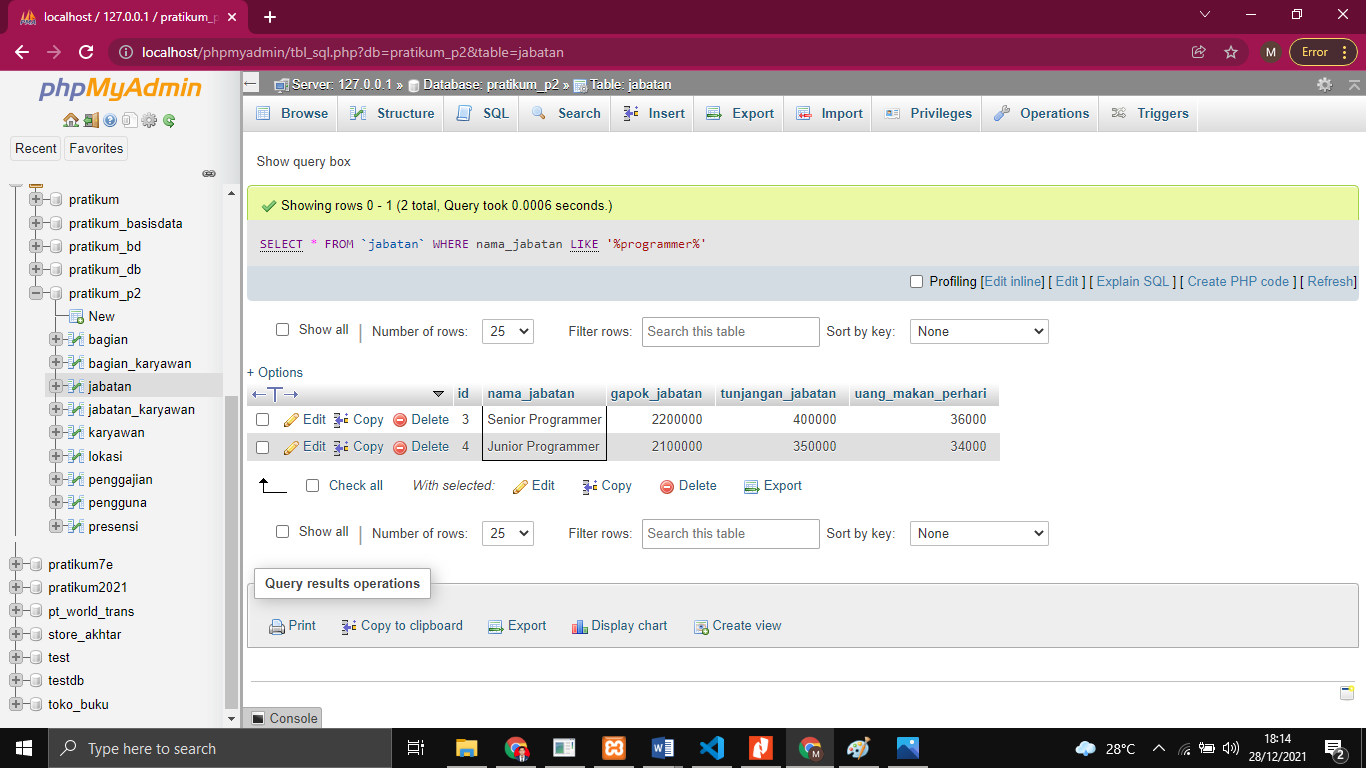 localhost / 127.0.0.1 / pratikum_p
localhost/phpmyadmin/tbl_sql.php?db=pratikum_p2&table=jabatan
M
Error
phpMyAdmin
Recent Favorites
pratikum
pratikum_basisdata
pratikum_bd
pratikum_db
pratikum_p2
New
bagian
bagian_karyawan
jabatan
jabatan_karyawan
karyawan
lokasi
penggajian
pengguna
presensi
pratikum7e
pratikum2021
pt_world_trans
store_akhtar
test
testdb
toko_buku
Server: 127.0.0.1 » Database: pratikum_p2 » Table: jabatan
Browse Structure SQL Search Insert Export Import Privileges Operations Triggers
Show query box
Showing rows 0 - 1 (2 total, Query took 0.0006 seconds.)
SELECT * FROM `jabatan` WHERE nama_jabatan LIKE '%programmer%'
Profiling [Edit inline] [ Edit ] [ Explain SQL ] [ Create PHP code ] [ Refresh]
Show all | Number of rows: 25 Filter rows: Search this table Sort by key: None
+ Options
id nama_jabatan gapok_jabatan tunjangan_jabatan uang_makan_perhari
Edit Copy Delete 3 Senior Programmer 2200000 400000 36000
Edit Copy Delete 4 Junior Programmer 2100000 350000 34000
Check all With selected: Edit Copy Delete Export
Show all | Number of rows: 25 Filter rows: Search this table Sort by key: None
Query results operations
Print Copy to clipboard Export Display chart Create view
Console
Type here to search
28°C
18:14
28/12/2021
2